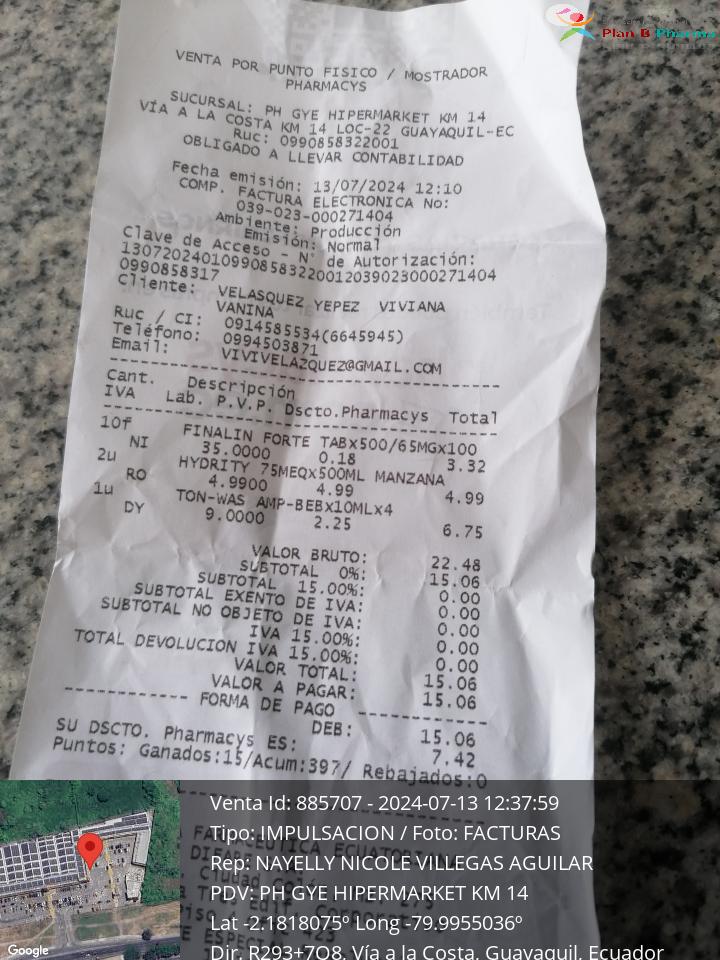 Plan B Pharma
VENTA POR PUNTO FISICO / MOSTRADOR
PHARMACYS
SUCURSAL: PH GYE HIPERMARKET KM 14
VÍA A LA COSTA KM 14 LOC-22 GUAYAQUIL-EC
Ruc: 0990858322001
OBLIGADO A LLEVAR CONTABILIDAD
Fecha emisión: 13/07/2024 12:10
COMP. FACTURA ELECTRONICA No:
039-023-000271404
Ambiente: Producción
Emisión: Normal
Clave de Acceso - N° de Autorización:
130720240109908583220012039023000271404
0990858317
Cliente: VELASQUEZ YEPEZ VIVIANA
VANINA
Ruc / CI: 0914585534(6645945)
Teléfono: 0994503871
Email: VIVIVELAZQUEZ@GMAIL.COM
Cant. Descripción
IVA Lab. P.V.P. Dscto.Pharmacys Total
10f FINALIN FORTE TABx500/65MGx100
NI 35.0000 0.18 3.32
2u HYDRITY 75MEQx500ML MANZANA
RO 4.9900 4.99 4.99
1u TON-WAS AMP-BEBx10MLx4
DY 9.0000 2.25 6.75
VALOR BRUTO: 22.48
SUBTOTAL 0%: 15.06
SUBTOTAL 15.00%: 0.00
SUBTOTAL EXENTO DE IVA: 0.00
SUBTOTAL NO OBJETO DE IVA: 0.00
IVA 15.00%: 0.00
TOTAL DEVOLUCION IVA 15.00%: 0.00
VALOR TOTAL: 15.06
VALOR A PAGAR: 15.06
FORMA DE PAGO
DEB: 15.06
SU DSCTO. Pharmacys ES: 7.42
Puntos: Ganados:15/Acum:397/ Rebajados:0
Venta Id: 885707 - 2024-07-13 12:37:59
Tipo: IMPULSACION / Foto: FACTURAS
Rep: NAYELLY NICOLE VILLEGAS AGUILAR
PDV: PH GYE HIPERMARKET KM 14
Lat -2.1818075º Long -79.9955036º
Dir. R293+7Q8, Vía a la Costa, Guayaquil, Ecuador
Google